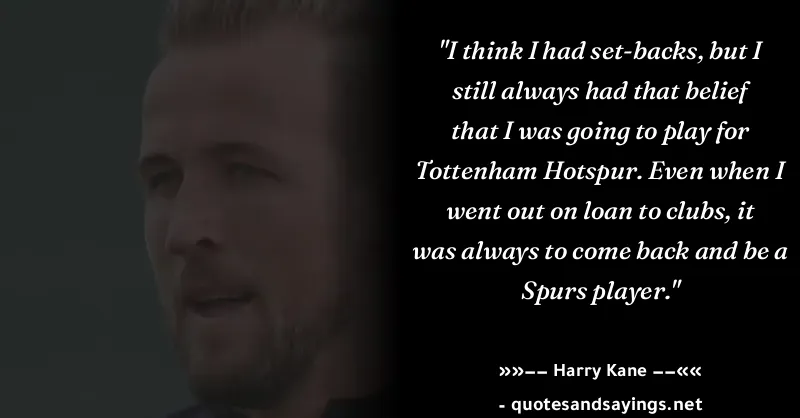 "I think I had set-backs, but I
still always had that belief
that I was going to play for
Tottenham Hotspur. Even when I
went out on loan to clubs, it
was always to come back and be a
Spurs player."
»»−− Harry Kane −−««
- quotesandsayings.net